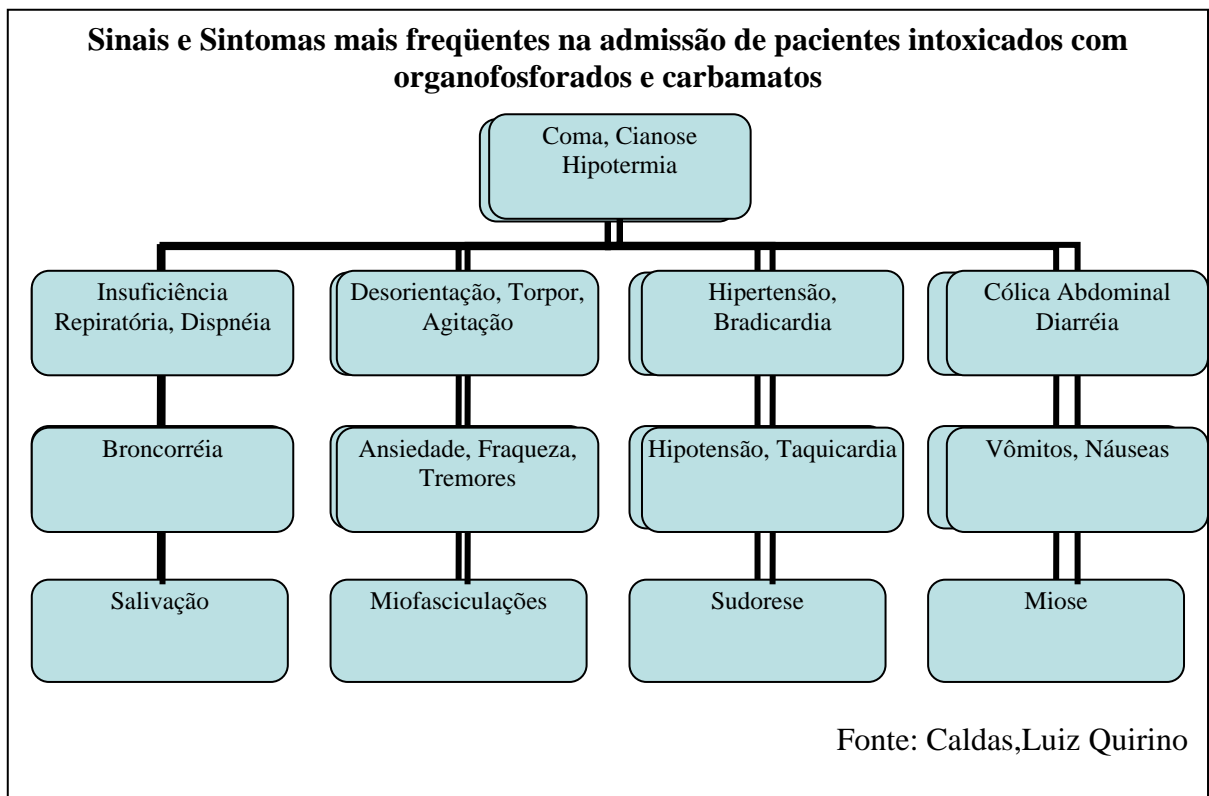 Sinais e Sintomas mais freqüentes na admissão de pacientes intoxicados com
organofosforados e carbamatos
Coma, Cianose
Hipotermia
Insuficiência
Respiratória, Dispnéia
Desorientação, Torpor,
Agitação
Hipertensão,
Bradicardia
Cólica Abdominal
Diarréia
Broncorréia
Ansiedade, Fraqueza,
Tremores
Hipotensão, Taquicardia
Vômitos, Náuseas
Salivação
Miofasciculações
Sudorese
Miose
Fonte: Caldas,Luiz Quirino